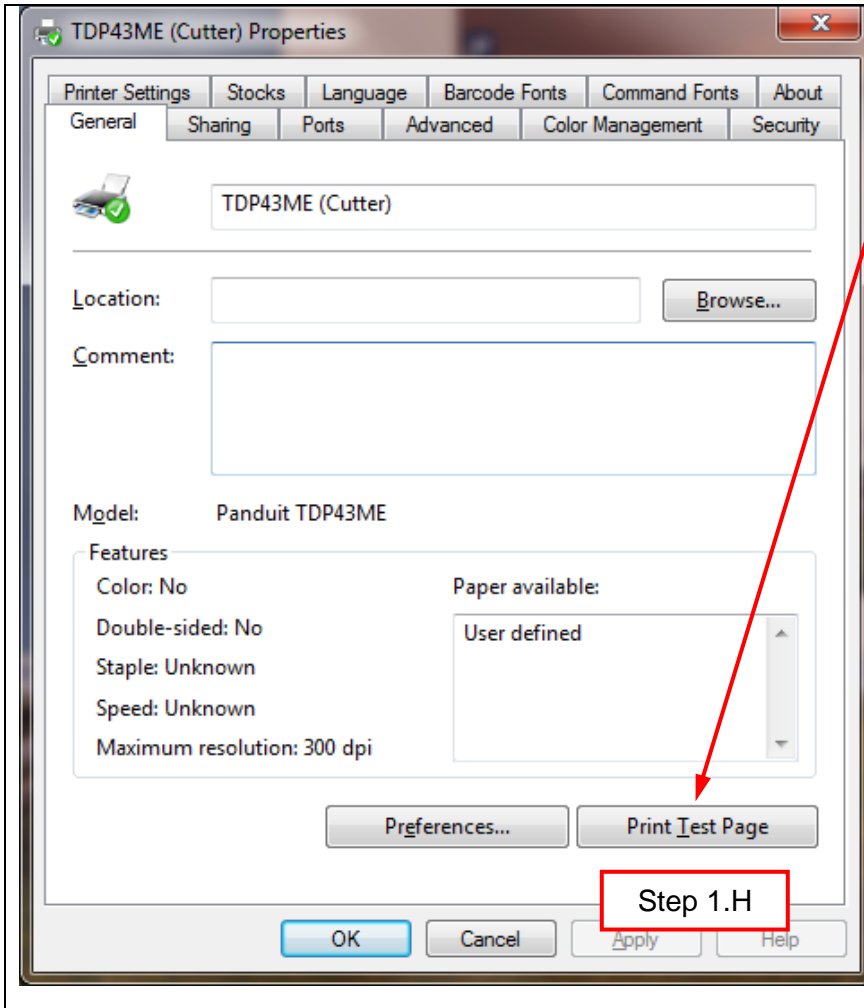 TDP43ME (Cutter) Properties
Printer Settings Stocks Language Barcode Fonts Command Fonts About
General Sharing Ports Advanced Color Management Security
TDP43ME (Cutter)
Location:
Browse...
Comment:
Model: Panduit TDP43ME
Features
Color: No
Paper available:
Double-sided: No
User defined
Staple: Unknown
Speed: Unknown
Maximum resolution: 300 dpi
Preferences... Print Test Page
Step 1.H
OK Cancel Apply Help